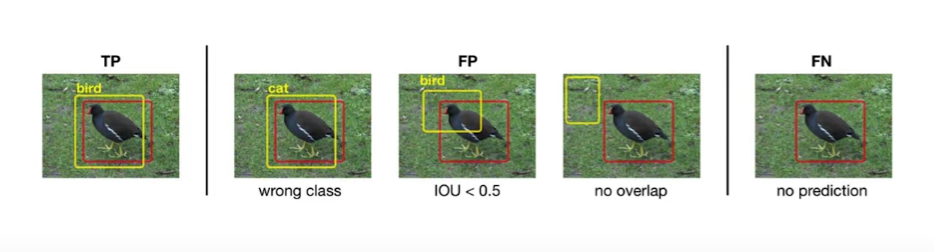 TP
FP
FN
bird
cat
bird
wrong class
IOU < 0.5
no overlap
no prediction